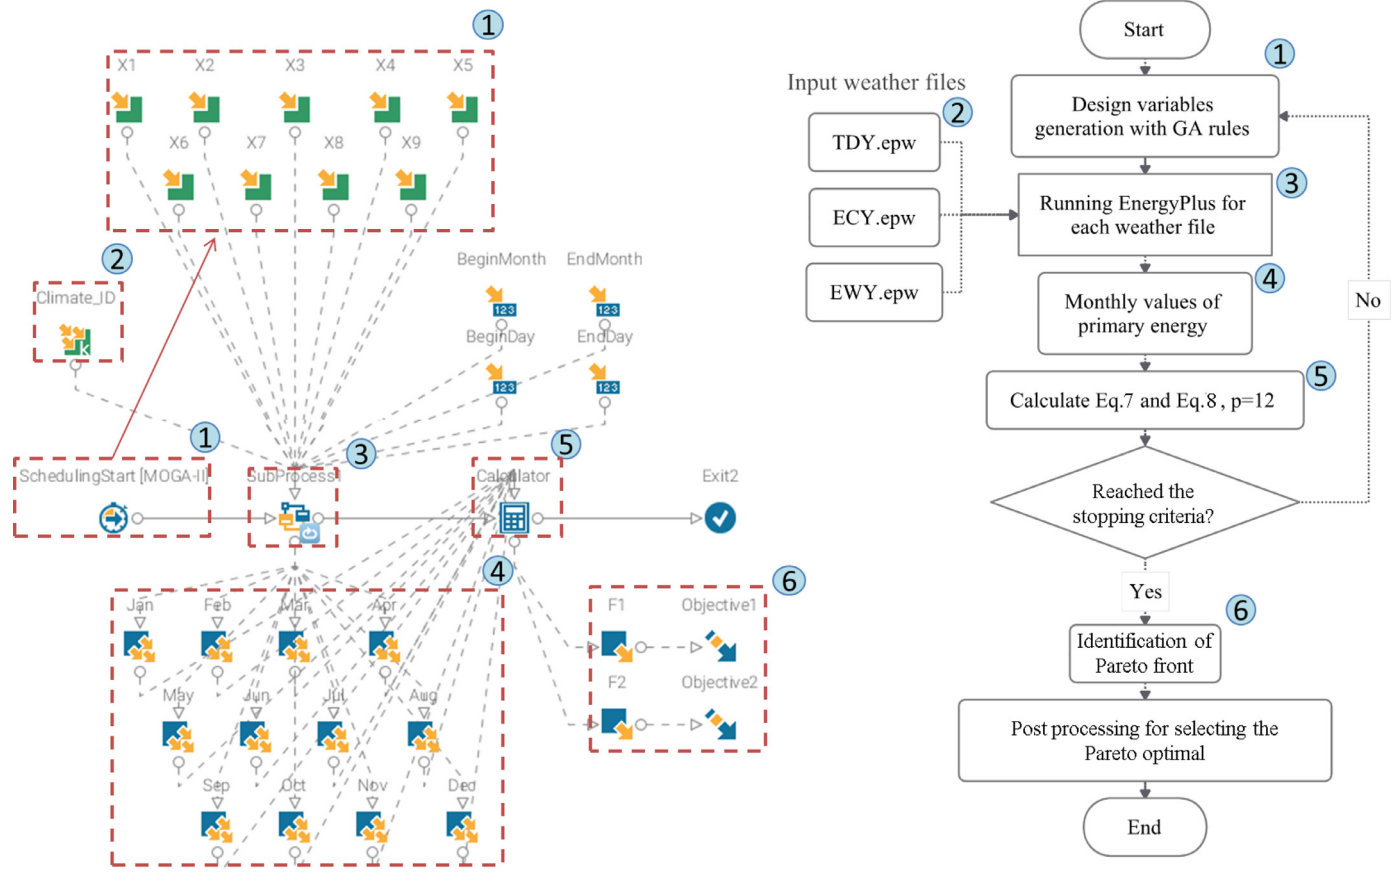 1
X1 X2 X3 X4 X5
X6 X7 X8 X9
2
Climate_ID
K
BeginMonth EndMonth
123 123
BeginDay EndDay
123 123
1
SchedulingStart [MOGA-II]
3
SubProcess1
5
Calculator
Exit2
4
Jan Feb Mar Apr
May Jun Jul Aug
Sep Oct Nov Dec
6
F1 Objective1
F2 Objective2
Start
1
Design variables
generation with GA rules
Input weather files
2
TDY.epw
ECY.epw
EWY.epw
3
Running EnergyPlus for
each weather file
4
Monthly values of
primary energy
5
Calculate Eq.7 and Eq.8 , p=12
Reached the
stopping criteria?
No
Yes
6
Identification of
Pareto front
Post processing for selecting the
Pareto optimal
End